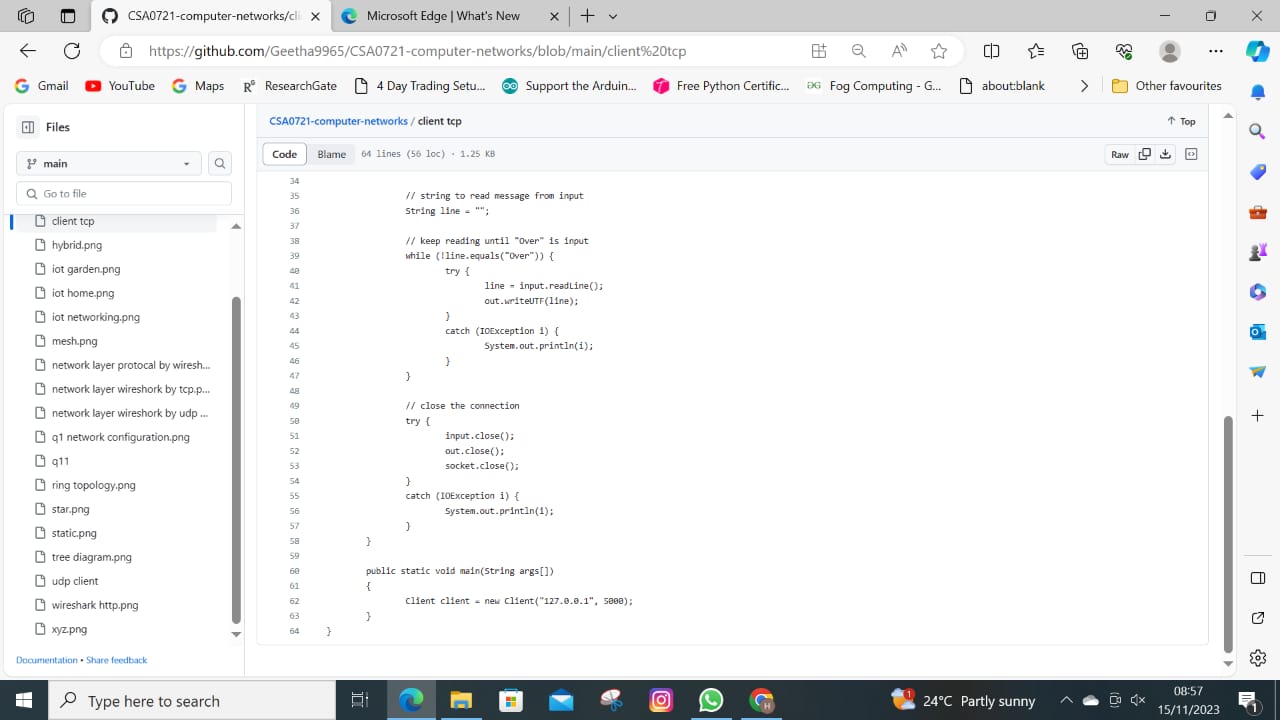 CSA0721-computer-networks/cli
Microsoft Edge | What's New
https://github.com/Geetha9965/CSA0721-computer-networks/blob/main/client%20tcp
Gmail
YouTube
Maps
ResearchGate
4 Day Trading Setu...
Support the Arduin...
Free Python Certific...
Fog Computing - G...
about:blank
Other favourites
Files
main
Go to file
client tcp
hybrid.png
iot garden.png
iot home.png
iot networking.png
mesh.png
network layer protocal by wiresh...
network layer wireshork by tcp.p...
network layer wireshork by udp ...
q1 network configuration.png
q11
ring topology.png
star.png
static.png
tree diagram.png
udp client
wireshark http.png
xyz.png
Documentation • Share feedback
CSA0721-computer-networks / client tcp
Top
Code Blame 64 lines (56 loc) · 1.25 KB
Raw
34
35 // string to read message from input
36 String line = "";
37
38 // keep reading until "Over" is input
39 while (!line.equals("Over")) {
40 try {
41 line = input.readLine();
42 out.writeUTF(line);
43 }
44 catch (IOException i) {
45 System.out.println(i);
46 }
47 }
48
49 // close the connection
50 try {
51 input.close();
52 out.close();
53 socket.close();
54 }
55 catch (IOException i) {
56 System.out.println(i);
57 }
58 }
59
60 public static void main(String args[])
61 {
62 Client client = new Client("127.0.0.1", 5000);
63 }
64 }
Type here to search
1
24°C Partly sunny
08:57
15/11/2023
1